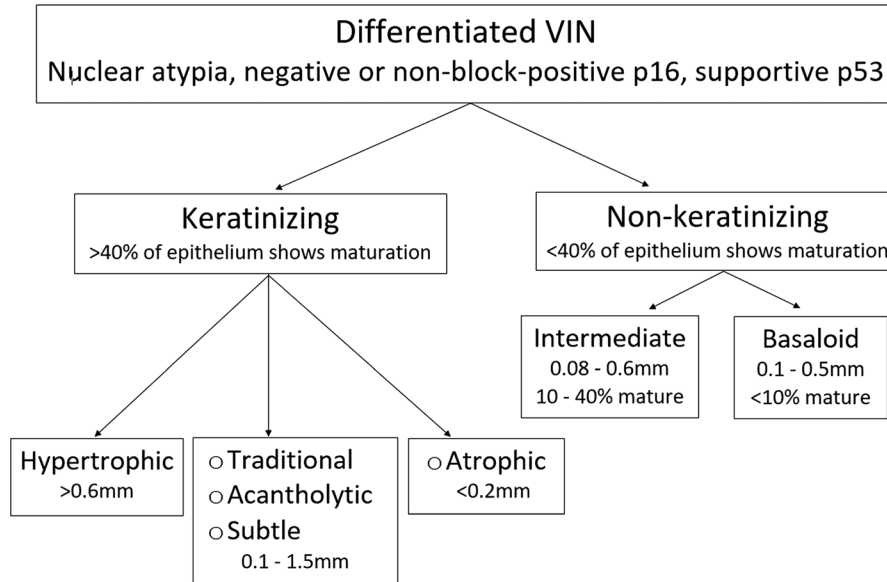 Differentiated VIN
Nuclear atypia, negative or non-block-positive p16, supportive p53
Keratinizing
>40% of epithelium shows maturation
Non-keratinizing
<40% of epithelium shows maturation
Intermediate
0.08 - 0.6mm
10 - 40% mature
Basaloid
0.1 - 0.5mm
<10% mature
Hypertrophic
>0.6mm
Traditional
Acantholytic
Subtle
0.1 - 1.5mm
Atrophic
<0.2mm